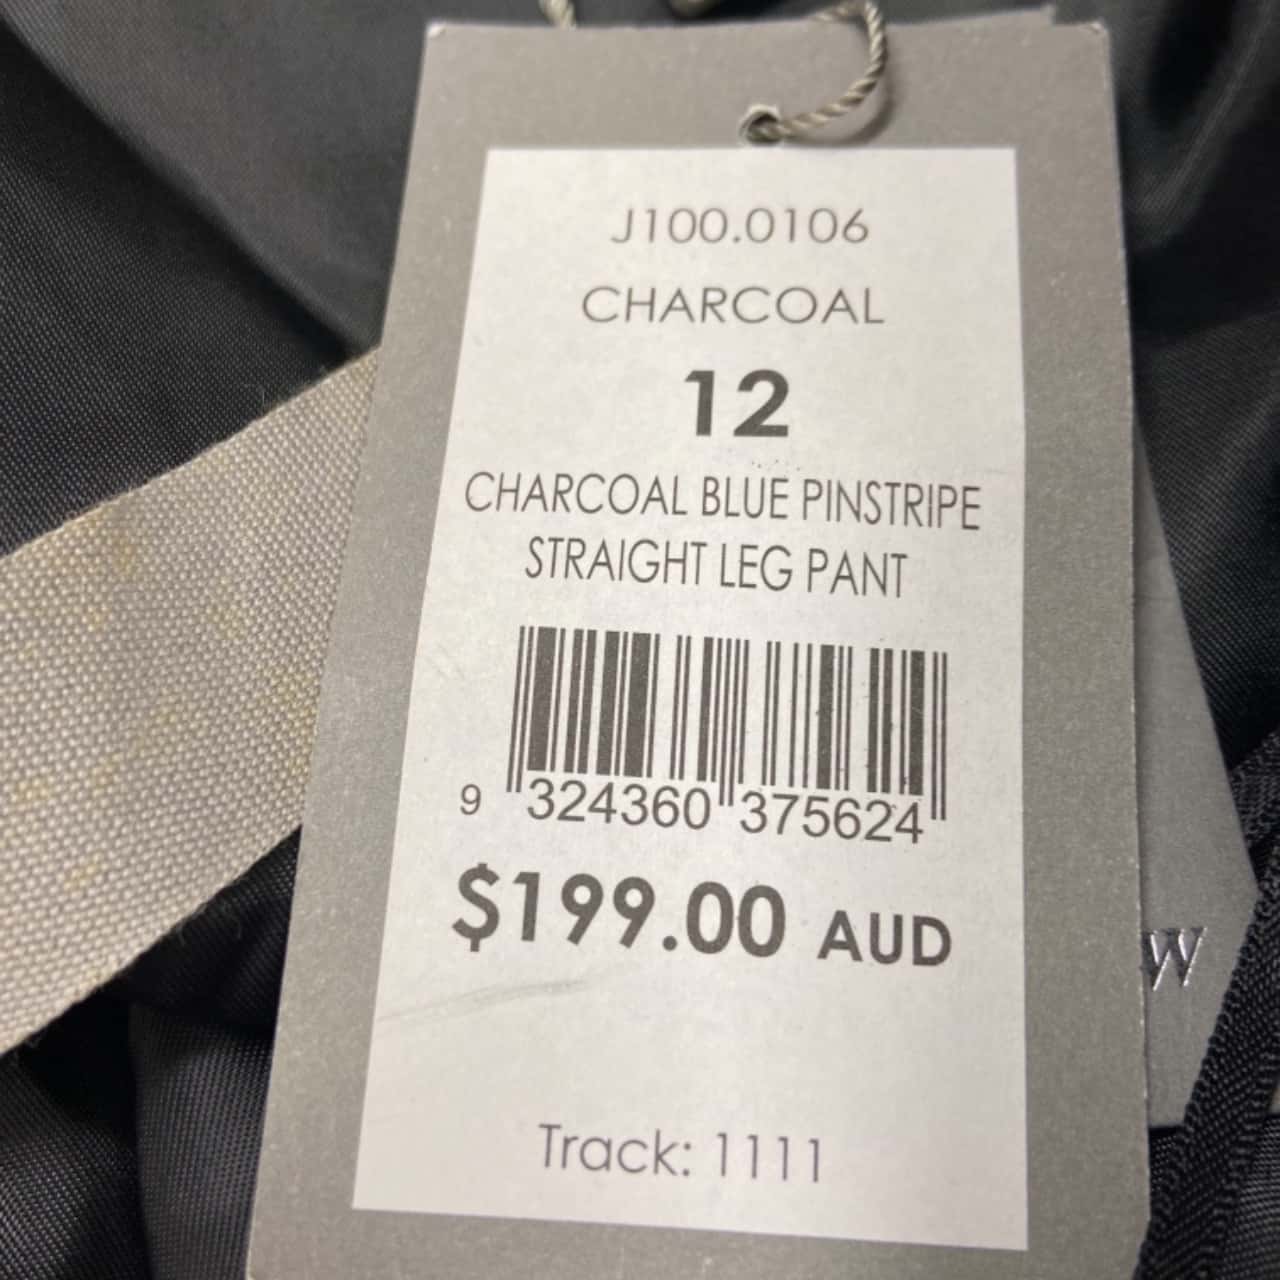 J100.0106
CHARCOAL
12
CHARCOAL BLUE PINSTRIPE
STRAIGHT LEG PANT
9 324360 375624
$199.00 AUD
W
Track: 1111